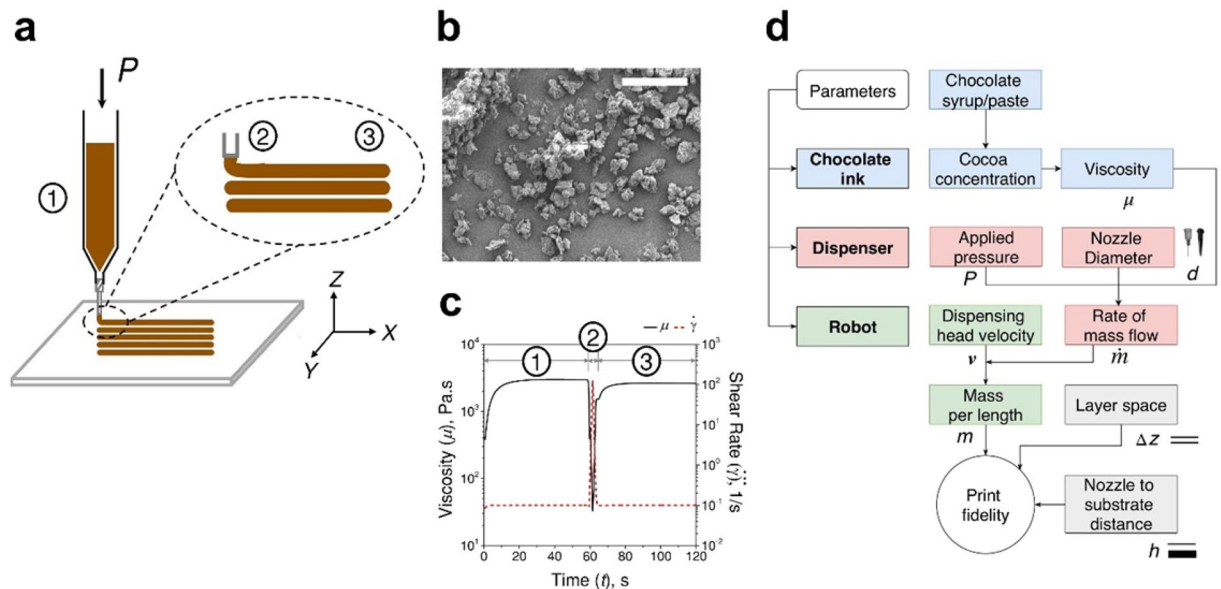 a
P
①
②
③
Z
X
Y
b
c
μ
γ̇
①
②
③
Viscosity (μ), Pa.s
10⁴
10³
10²
10¹
Shear Rate (γ̇), 1/s
10³
10²
10¹
10⁰
10⁻¹
10⁻²
0
20
40
60
80
100
120
Time (t), s
d
Parameters
Chocolate
syrup/paste
Chocolate
ink
Cocoa
concentration
Viscosity
μ
Dispenser
Applied
pressure
P
Nozzle
Diameter
d
Robot
Dispensing
head velocity
v
Rate of
mass flow
ṁ
Mass
per length
m
Layer space
ΔZ
Print
fidelity
Nozzle to
substrate
distance
h